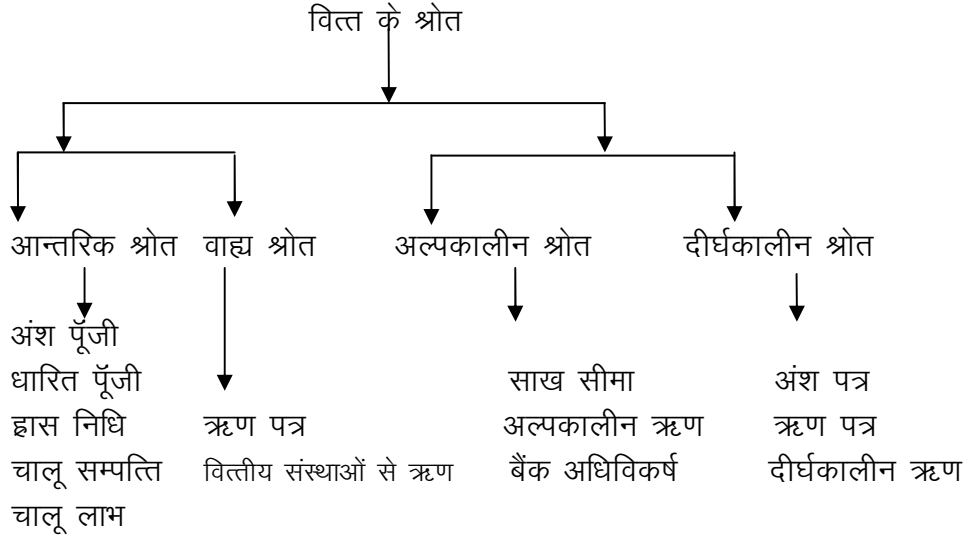 वित्त के श्रोत
आन्तरिक श्रोत वाह्य श्रोत अल्पकालीन श्रोत दीर्घकालीन श्रोत
अंश पूॅंजी
धारित पूॅंजी साख सीमा अंश पत्र
ह्रास निधि ऋण पत्र अल्पकालीन ऋण ऋण पत्र
चालू सम्पत्ति वित्तीय संस्थाओं से ऋण बैंक अधिविकर्ष दीर्घकालीन ऋण
चालू लाभ